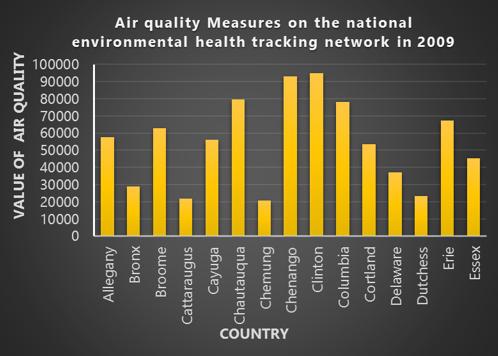 Air quality Measures on the national
environmental health tracking network in 2009
VALUE OF AIR QUALITY
100000
90000
80000
70000
60000
50000
40000
30000
20000
10000
0
Allegany
Bronx
Broome
Cattaraugus
Cayuga
Chautauqua
Chemung
Chenango
Clinton
Columbia
Cortland
Delaware
Dutchess
Erie
Essex
COUNTRY